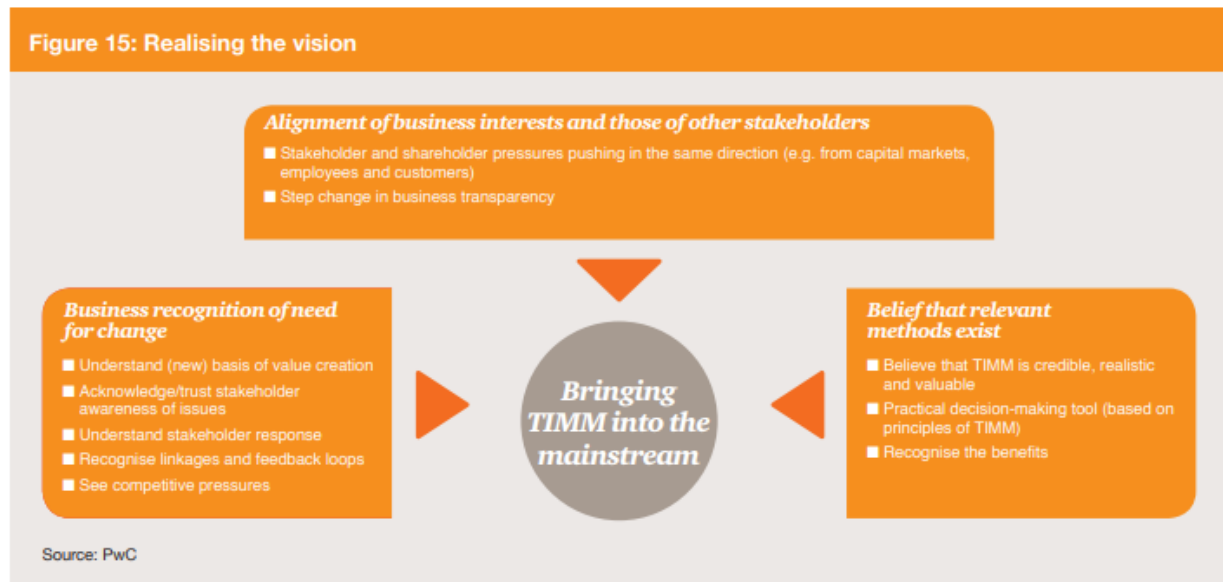 Figure 15: Realising the vision
Alignment of business interests and those of other stakeholders
■ Stakeholder and shareholder pressures pushing in the same direction (e.g. from capital markets,
employees and customers)
■ Step change in business transparency
Business recognition of need
for change
■ Understand (new) basis of value creation
■ Acknowledge/trust stakeholder
awareness of issues
■ Understand stakeholder response
■ Recognise linkages and feedback loops
■ See competitive pressures
Bringing
TIMM into the
mainstream
Belief that relevant
methods exist
■ Believe that TIMM is credible, realistic
and valuable
■ Practical decision-making tool (based on
principles of TIMM)
■ Recognise the benefits
Source: PwC